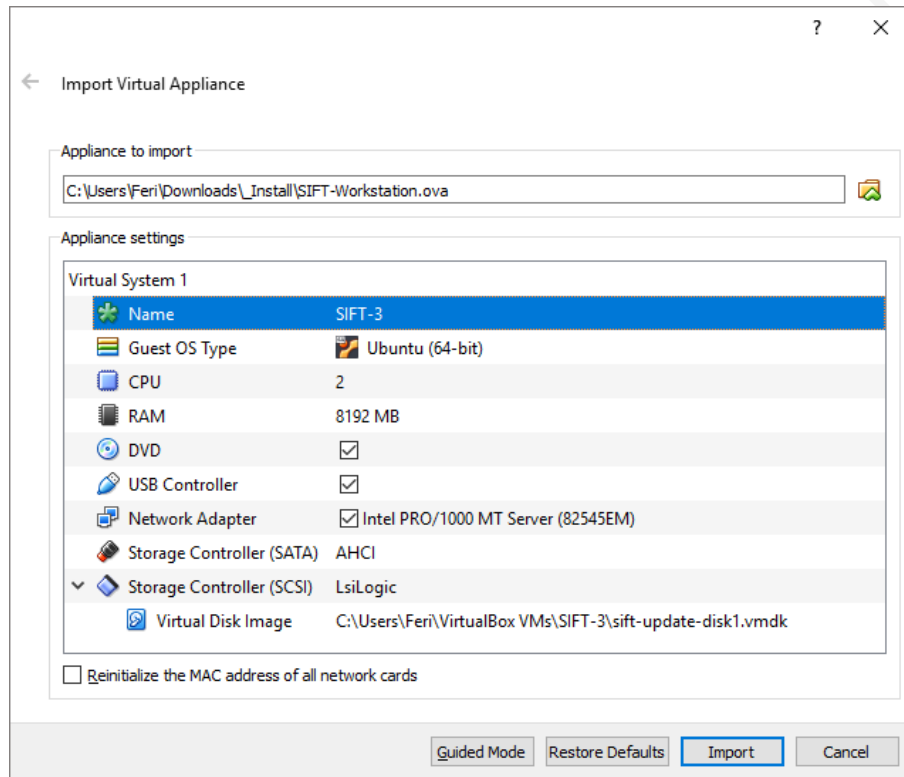 ?
Import Virtual Appliance
Appliance to import
C:\Users\Feri\Downloads\_Install\SIFT-Workstation.ova
Appliance settings
Virtual System 1
Name SIFT-3
Guest OS Type Ubuntu (64-bit)
CPU 2
RAM 8192 MB
DVD
USB Controller
Network Adapter Intel PRO/1000 MT Server (82545EM)
Storage Controller (SATA) AHCI
Storage Controller (SCSI) LsiLogic
Virtual Disk Image C:\Users\Feri\VirtualBox VMs\SIFT-3\sift-update-disk1.vmdk
Reinitialize the MAC address of all network cards
Guided Mode Restore Defaults Import Cancel